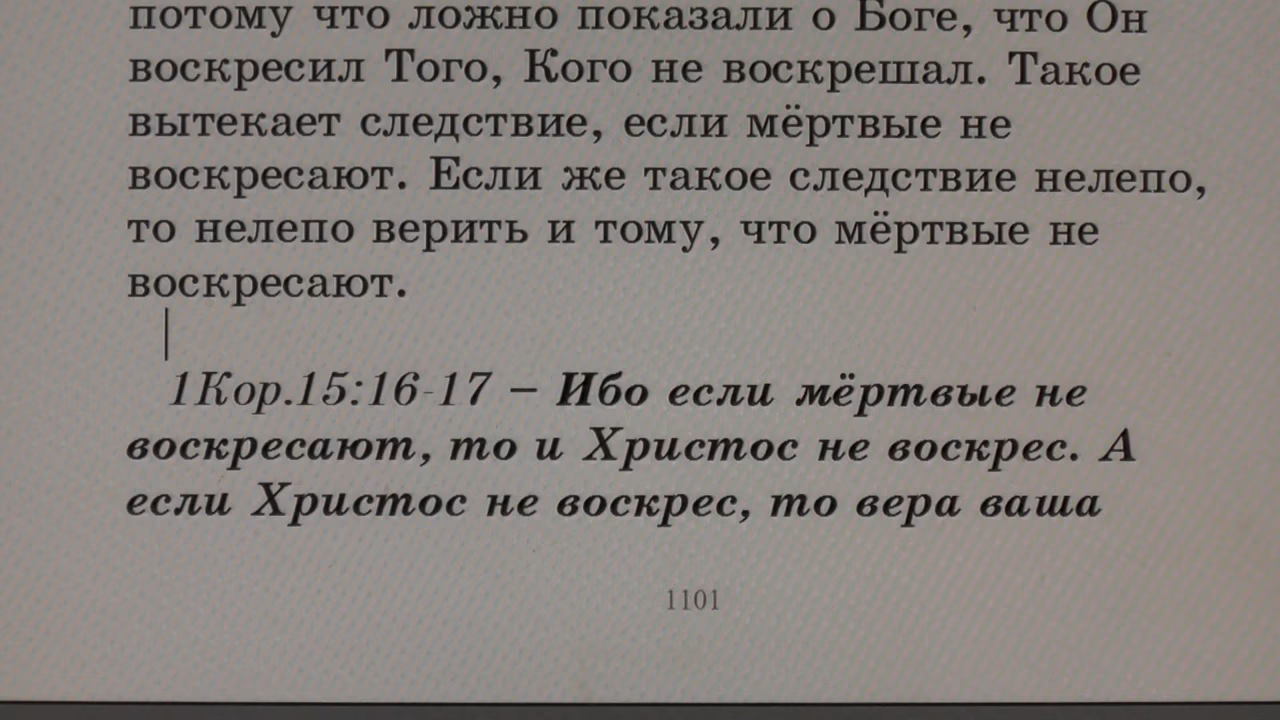 потому что ложно показали о Боге, что Он
воскресил Того, Кого не воскрешал. Такое
вытекает следствие, если мёртвые не
воскресают. Если же такое следствие нелепо,
то нелепо верить и тому, что мёртвые не
воскресают.
1Кор.15:16-17 – Ибо если мёртвые не
воскресают, то и Христос не воскрес. А
если Христос не воскрес, то вера ваша
1101